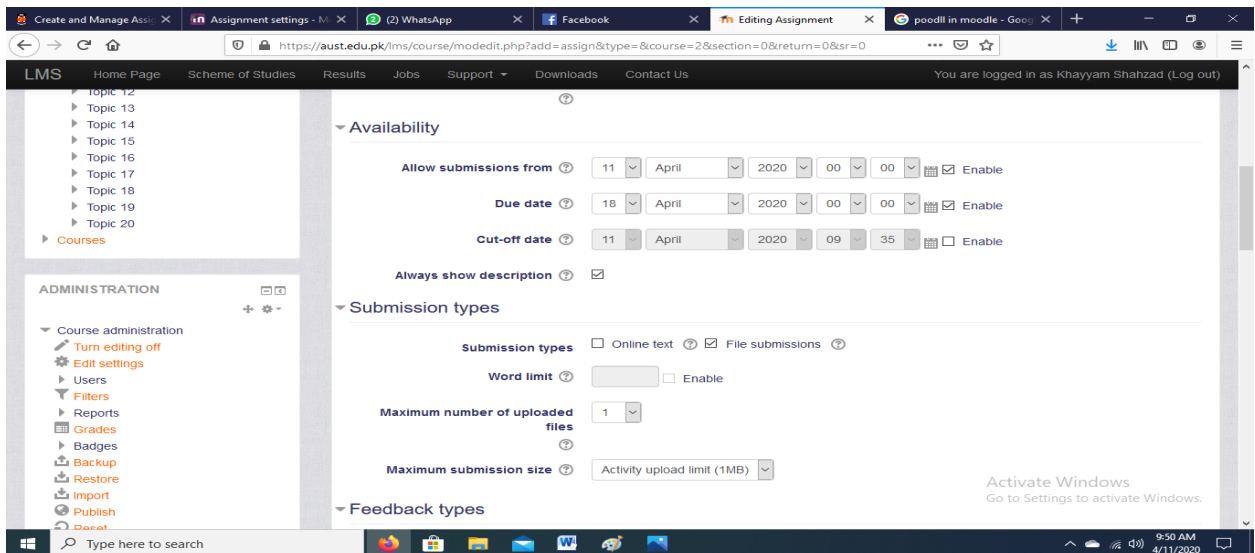 Create and Manage Assig
Assignment settings - M
(2) WhatsApp
Facebook
Editing Assignment
poodll in moodle - Goog
https://aust.edu.pk/lms/course/modedit.php?add=assign&type=&course=2&section=0&return=0&sr=0
LMS Home Page Scheme of Studies Results Jobs Support Downloads Contact Us You are logged in as Khayyam Shahzad (Log out)
Topic 12
Topic 13
Topic 14
Topic 15
Topic 16
Topic 17
Topic 18
Topic 19
Topic 20
Courses
ADMINISTRATION
Course administration
Turn editing off
Edit settings
Users
Filters
Reports
Grades
Badges
Backup
Restore
Import
Publish
Reset
Availability
Allow submissions from 11 April 2020 00 00 Enable
Due date 18 April 2020 00 00 Enable
Cut-off date 11 April 2020 09 35 Enable
Always show description
Submission types
Submission types Online text File submissions
Word limit Enable
Maximum number of uploaded 1
files
Maximum submission size Activity upload limit (1MB)
Feedback types
Activate Windows
Go to Settings to activate Windows.
Type here to search
9:50 AM
4/11/2020